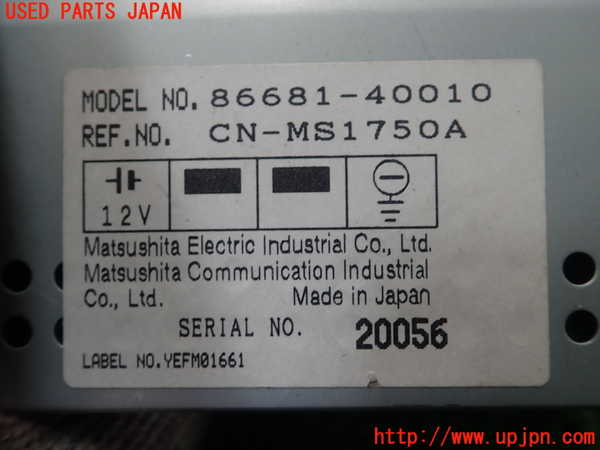 USED PARTS JAPAN
MODEL NO. 86681-40010
REF.NO. CN-MS1750A
12V
Matsushita Electric Industrial Co., Ltd.
Matsushita Communication Industrial
Co., Ltd. Made in Japan
SERIAL NO. 20056
LABEL NO.YEFM01661
http://www.upjpn.com/